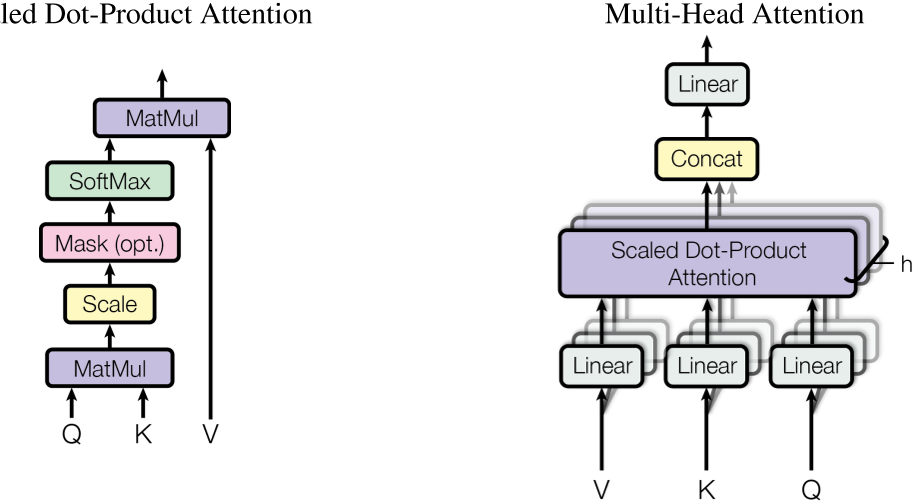 led Dot-Product Attention
MatMul
SoftMax
Mask (opt.)
Scale
MatMul
Q K V
Multi-Head Attention
Linear
Concat
Scaled Dot-Product
Attention
h
Linear Linear Linear
V K Q